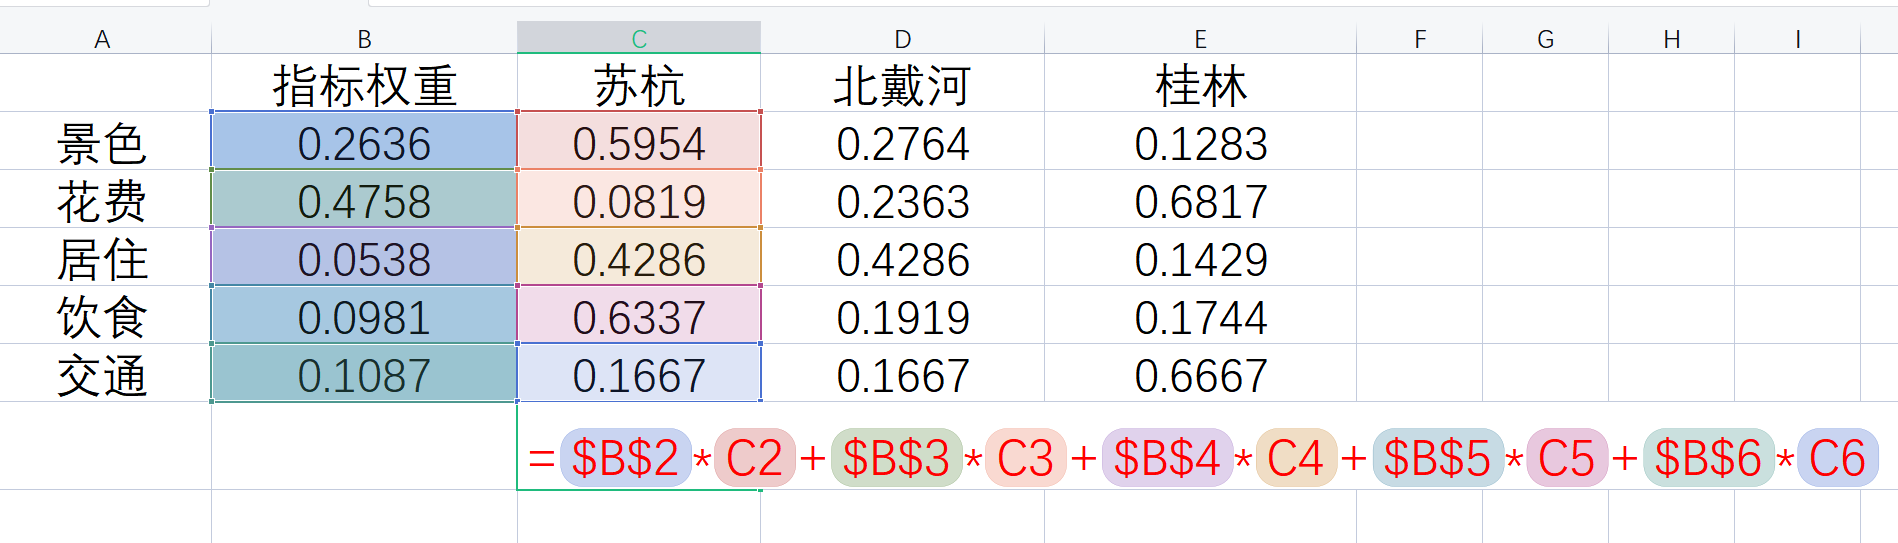 A B C D E F G H I
指标权重 苏杭 北戴河 桂林
景色 0.2636 0.5954 0.2764 0.1283
花费 0.4758 0.0819 0.2363 0.6817
居住 0.0538 0.4286 0.4286 0.1429
饮食 0.0981 0.6337 0.1919 0.1744
交通 0.1087 0.1667 0.1667 0.6667
=$B$2*C2+$B$3*C3+$B$4*C4+$B$5*C5+$B$6*C6